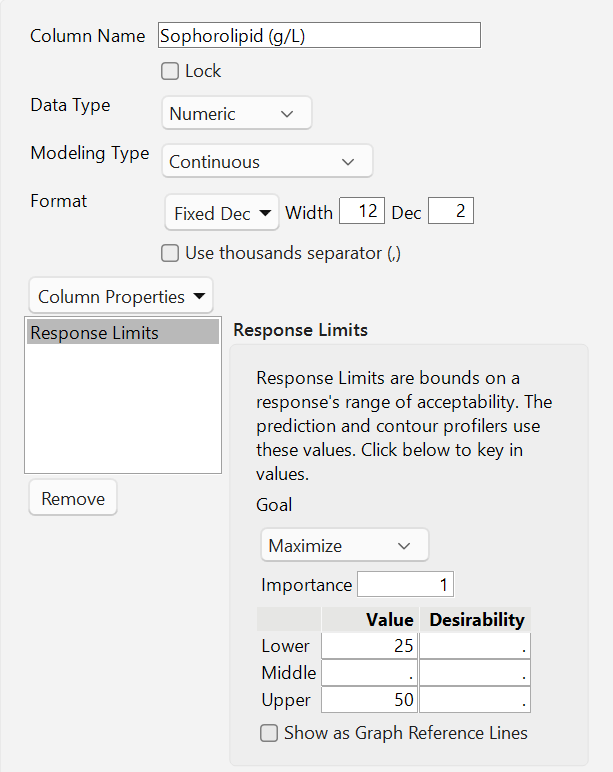 Column Name Sophorolipid (g/L)
Lock
Data Type Numeric
Modeling Type Continuous
Format Fixed Dec Width 12 Dec 2
Use thousands separator (,)
Column Properties
Response Limits
Remove
Response Limits
Response Limits are bounds on a
response's range of acceptability. The
prediction and contour profilers use
these values. Click below to key in
values.
Goal
Maximize
Importance 1
Value Desirability
Lower 25 .
Middle . .
Upper 50 .
Show as Graph Reference Lines